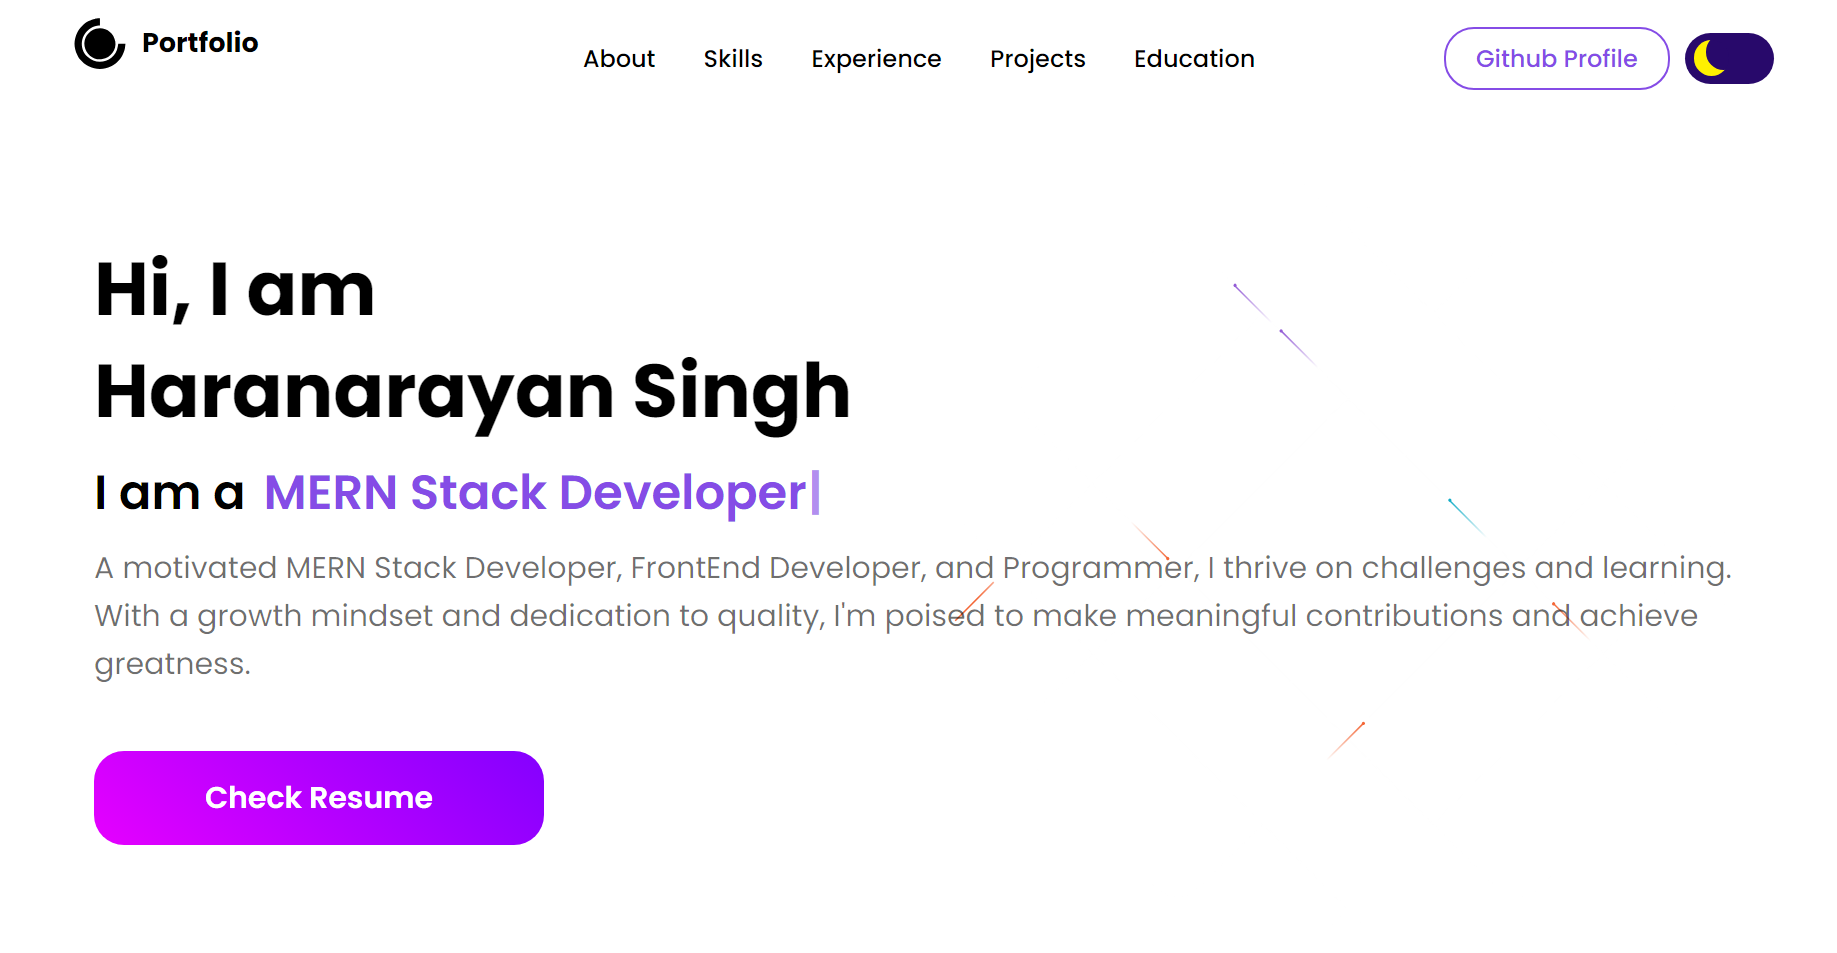 Portfolio
About Skills Experience Projects Education
Github Profile
Hi, I am
Haranarayan Singh
I am a MERN Stack Developer
A motivated MERN Stack Developer, FrontEnd Developer, and Programmer, I thrive on challenges and learning.
With a growth mindset and dedication to quality, I'm poised to make meaningful contributions and achieve
greatness.
Check Resume